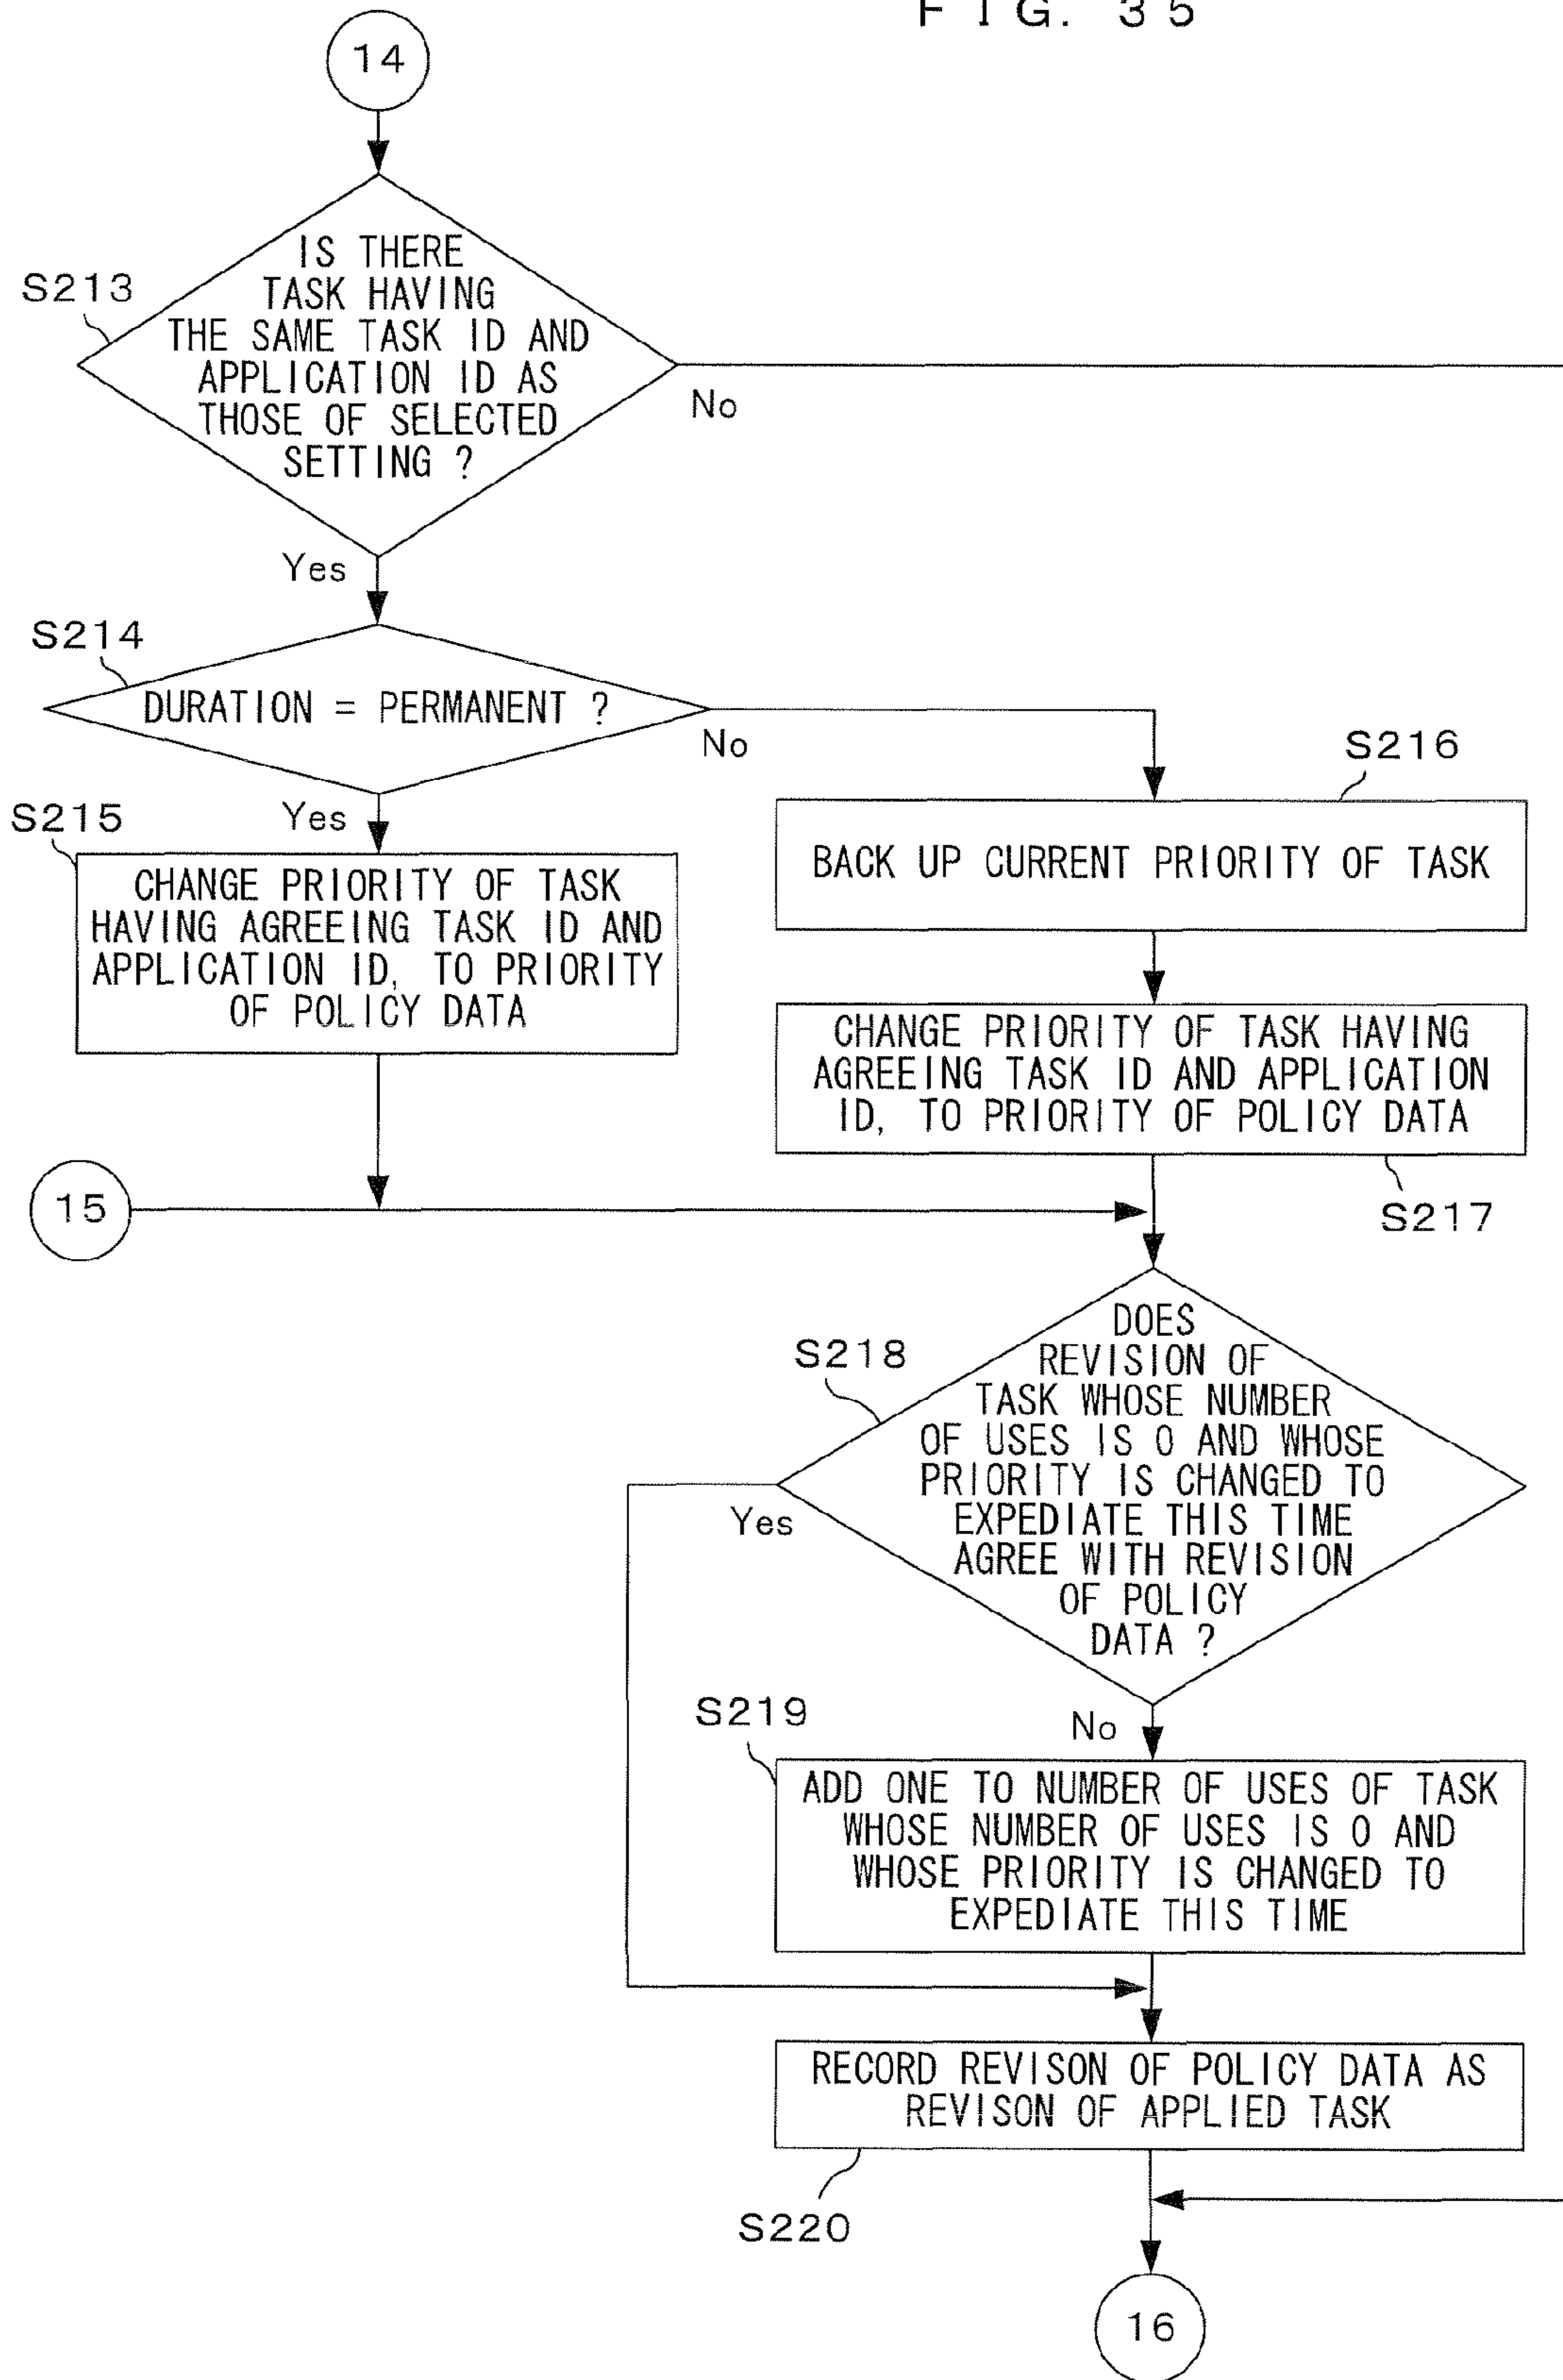 FIG. 35
14
S213
IS THERE
TASK HAVING
THE SAME TASK ID AND
APPLICATION ID AS
THOSE OF SELECTED
SETTING ?
No
Yes
S214
DURATION = PERMANENT ?
No
Yes
S215
CHANGE PRIORITY OF TASK
HAVING AGREEING TASK ID AND
APPLICATION ID, TO PRIORITY
OF POLICY DATA
S216
BACK UP CURRENT PRIORITY OF TASK
CHANGE PRIORITY OF TASK HAVING
AGREEING TASK ID AND APPLICATION
ID, TO PRIORITY OF POLICY DATA
S217
15
S218
DOES
REVISION OF
TASK WHOSE NUMBER
OF USES IS 0 AND WHOSE
PRIORITY IS CHANGED TO
EXPEDIATE THIS TIME
AGREE WITH REVISION
OF POLICY
DATA ?
Yes
No
S219
ADD ONE TO NUMBER OF USES OF TASK
WHOSE NUMBER OF USES IS 0 AND
WHOSE PRIORITY IS CHANGED TO
EXPEDIATE THIS TIME
RECORD REVISON OF POLICY DATA AS
REVISON OF APPLIED TASK
S220
16